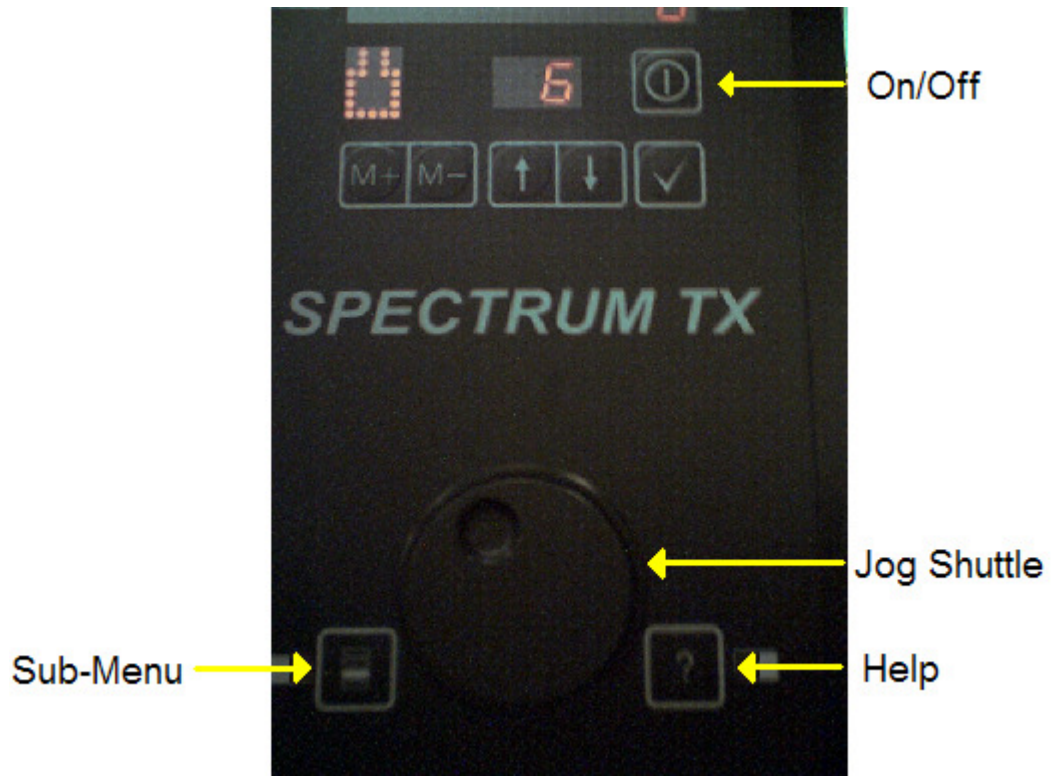 6
On/Off
M+ M- ↑ ↓ ✓
SPECTRUM TX
Jog Shuttle
Sub-Menu
?
Help